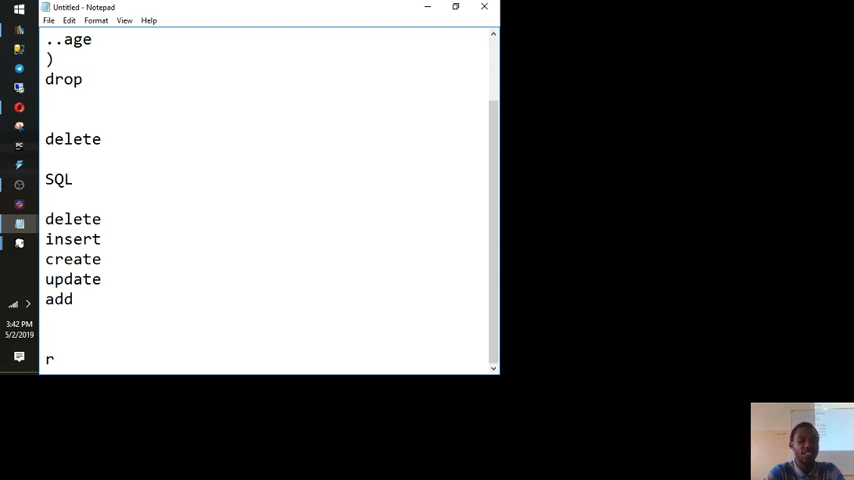 Untitled - Notepad
File Edit Format View Help
..age
)
drop
delete
SQL
delete
insert
create
update
add
r
PC
3:42 PM
5/2/2019